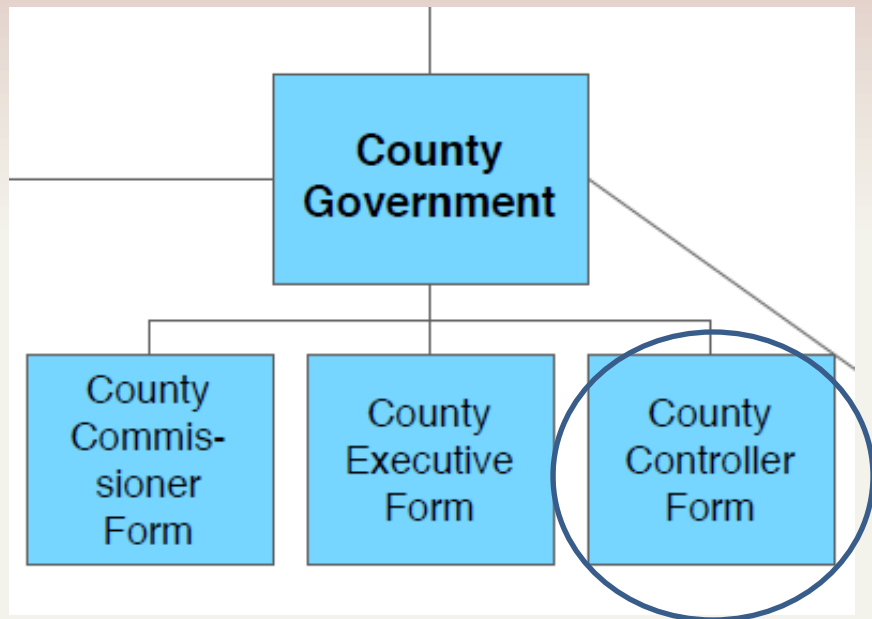 County
Government
County
Commis-
sioner
Form
County
Executive
Form
County
Controller
Form